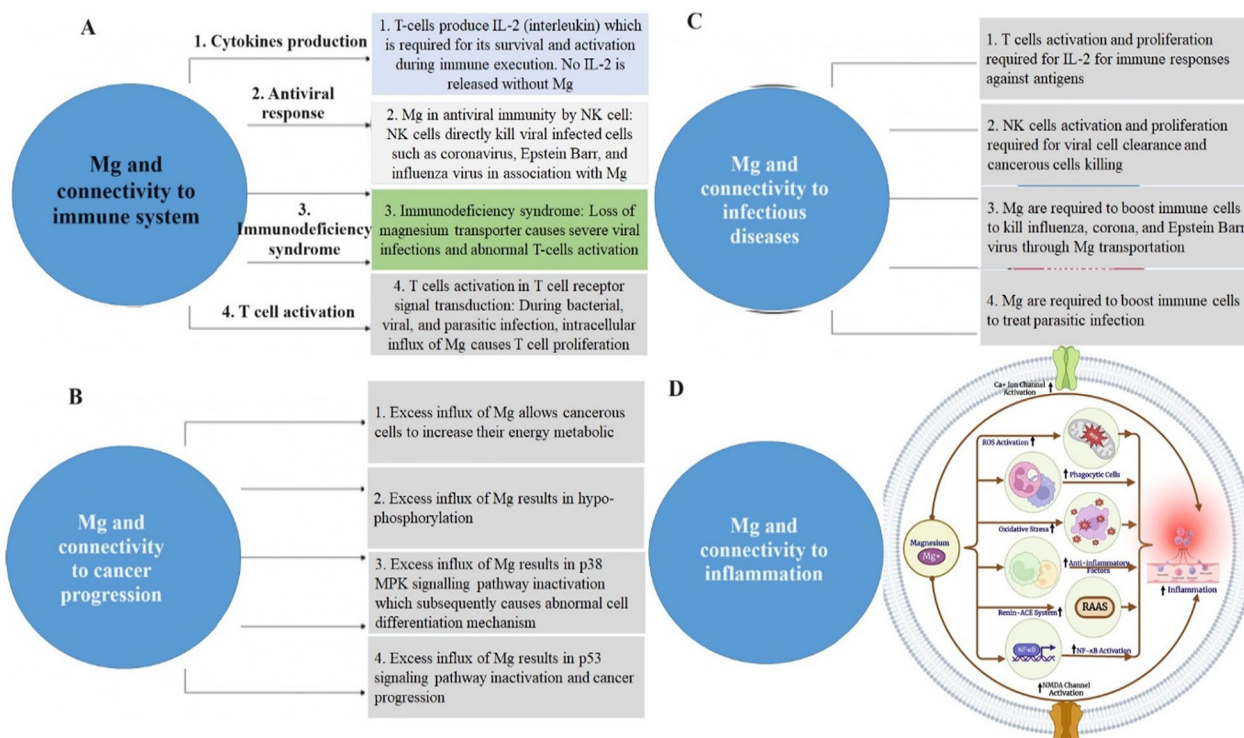 A
Mg and
connectivity to
immune system
1. Cytokines production
2. Antiviral
response
3.
Immunodeficiency
syndrome
4. T cell activation
1. T-cells produce IL-2 (interleukin) which
is required for its survival and activation
during immune execution. No IL-2 is
released without Mg
2. Mg in antiviral immunity by NK cell:
NK cells directly kill viral infected cells
such as coronavirus, Epstein Barr, and
influenza virus in association with Mg
3. Immunodeficiency syndrome: Loss of
magnesium transporter causes severe viral
infections and abnormal T-cells activation
4. T cells activation in T cell receptor
signal transduction: During bacterial,
viral, and parasitic infection, intracellular
influx of Mg causes T cell proliferation
C
Mg and
connectivity to
infectious
diseases
1. T cells activation and proliferation
required for IL-2 for immune responses
against antigens
2. NK cells activation and proliferation
required for viral cell clearance and
cancerous cells killing
3. Mg are required to boost immune cells
to kill influenza, corona, and Epstein Barr
virus through Mg transportation
4. Mg are required to boost immune cells
to treat parasitic infection
B
Mg and
connectivity
to cancer
progression
1. Excess influx of Mg allows cancerous
cells to increase their energy metabolic
2. Excess influx of Mg results in hypo-
phosphorylation
3. Excess influx of Mg results in p38
MPK signalling pathway inactivation
which subsequently causes abnormal cell
differentiation mechanism
4. Excess influx of Mg results in p53
signaling pathway inactivation and cancer
progression
D
Mg and
connectivity to
inflammation
Ca+ Ion Channel
Activation
ROS Activation
Phagocytic Cells
Oxidative Stress
Magnesium
Mg+
Anti-inflammatory
Factors
Renin-ACE System
RAAS
NF-κB
NF-κB Activation
NMDA Channel
Activation
Inflammation